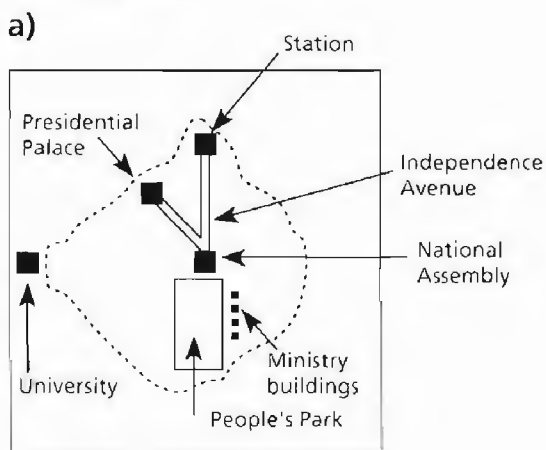 a)
Station
Presidential
Palace
Independence
Avenue
National
Assembly
University
Ministry
buildings
People's Park